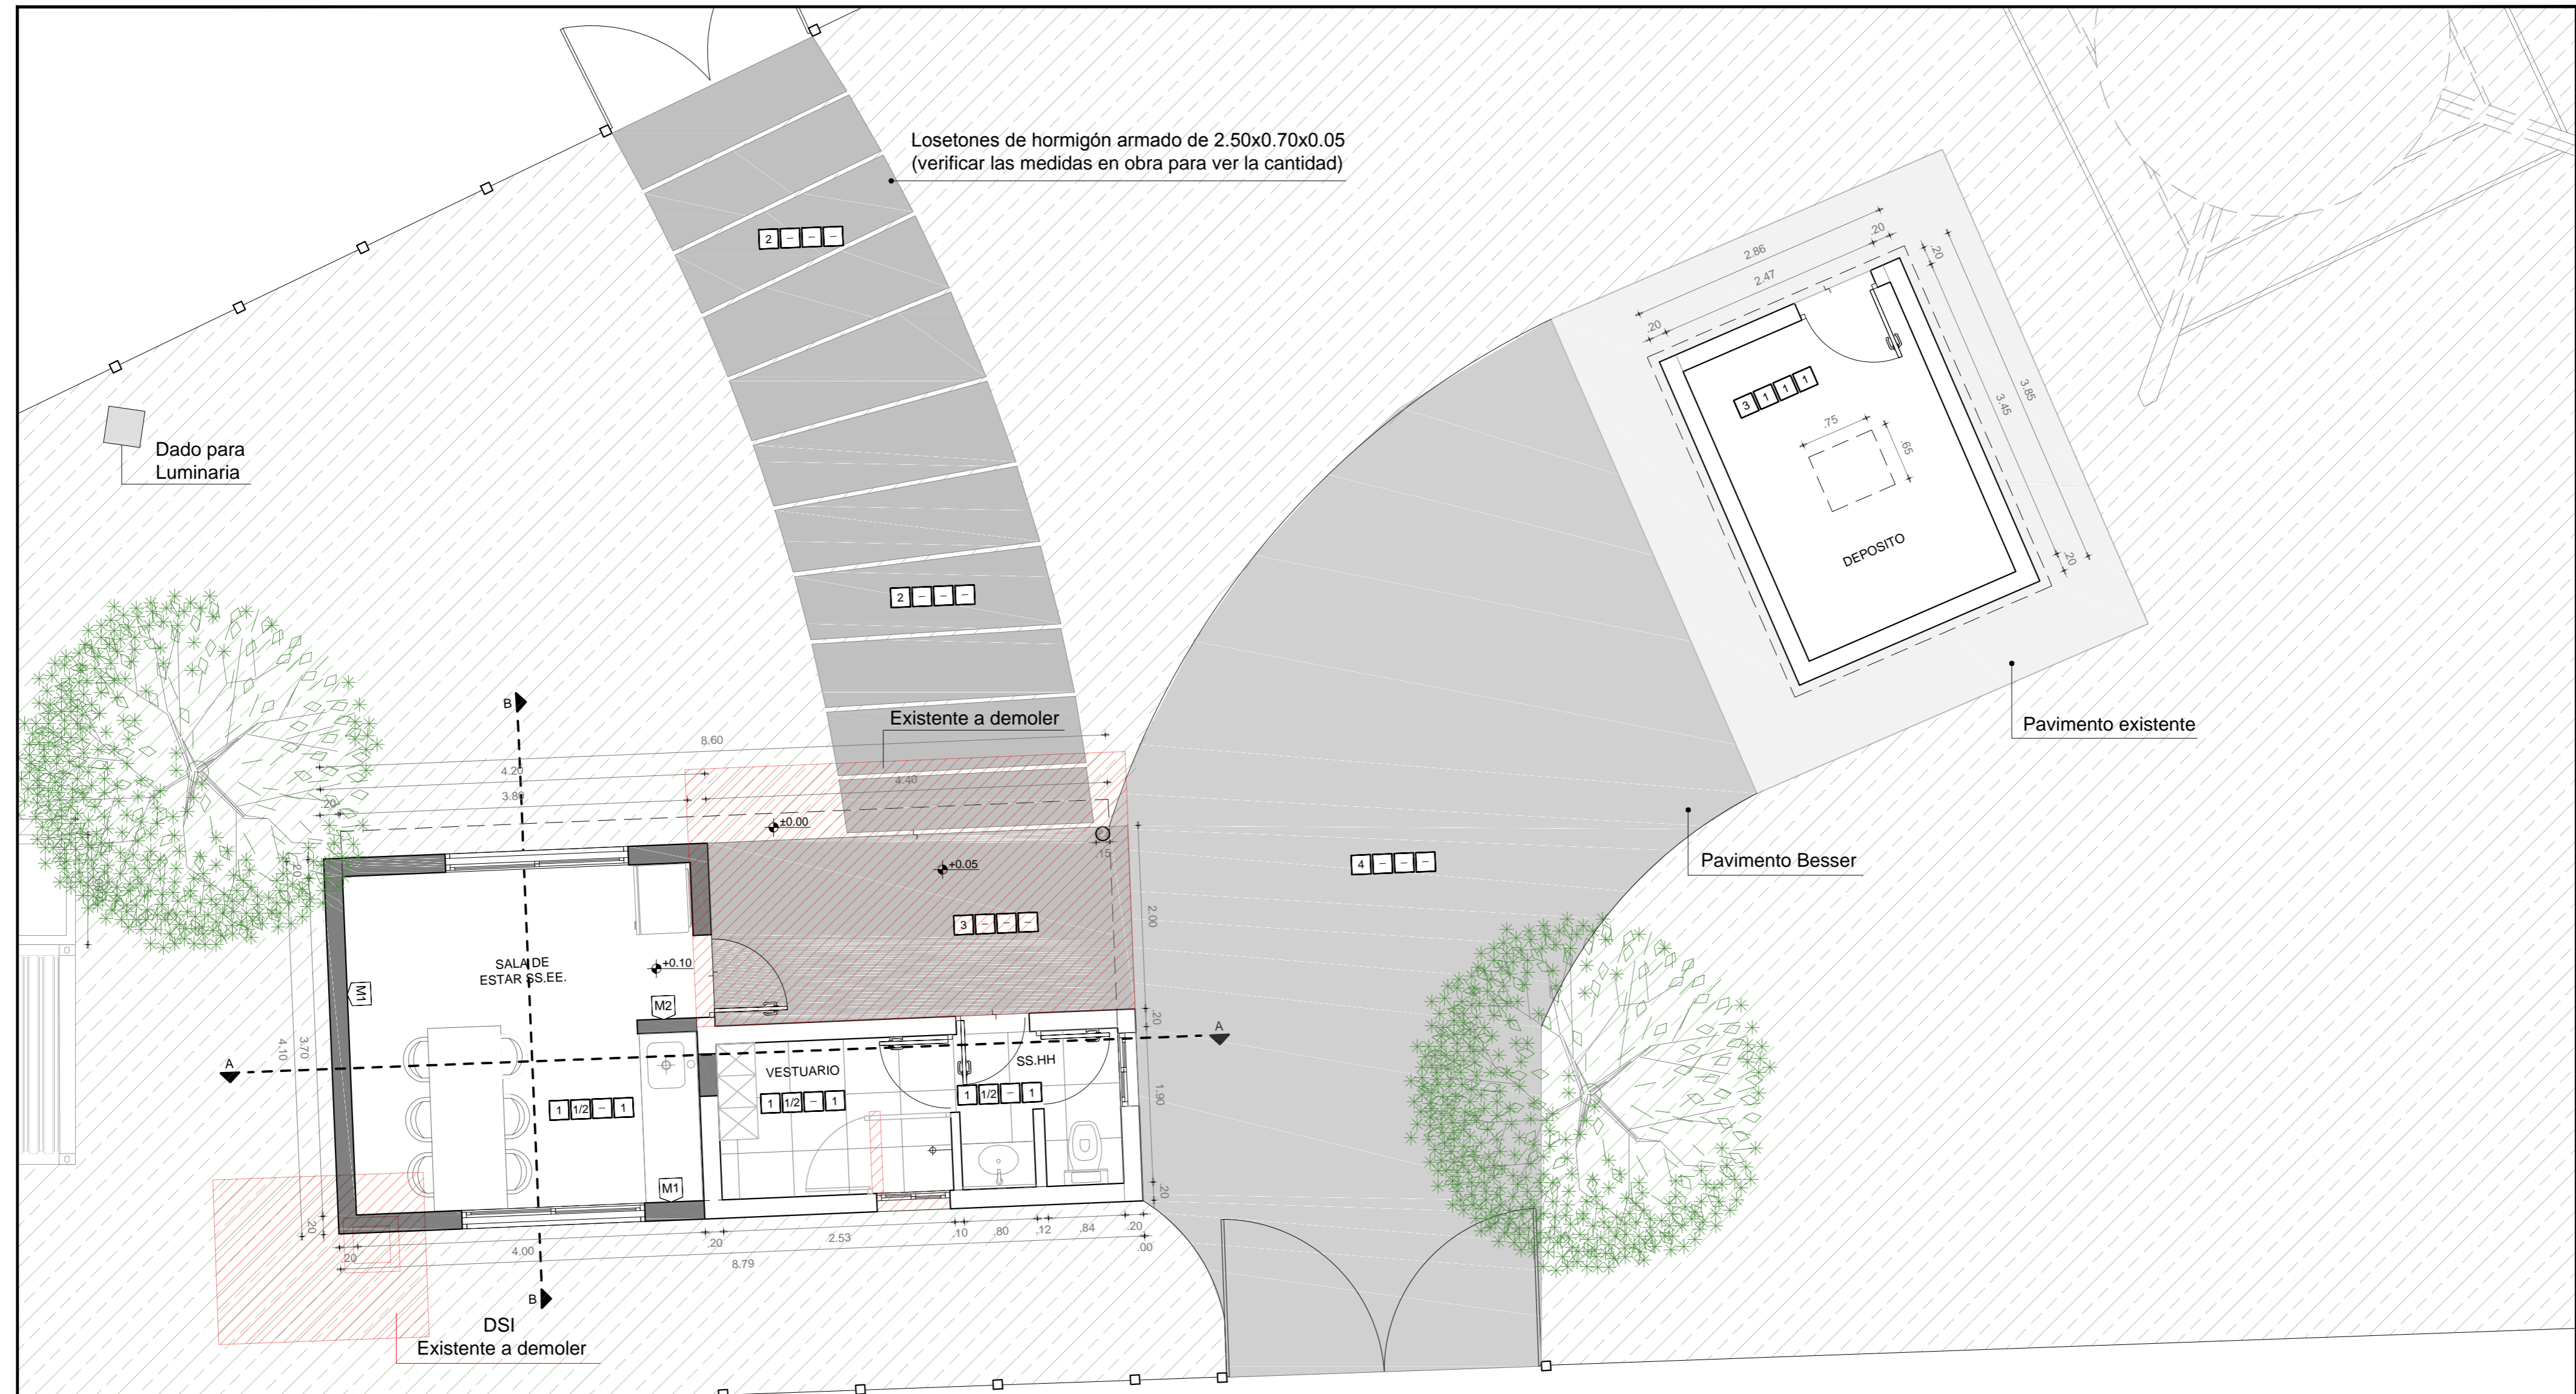 Losetones de hormigón armado de 2.50x0.70x0.05
(verificar las medidas en obra para ver la cantidad)
2 – – –
2.86
2.47
.20
.20
.20
3.85
3.45
.20
3 1 1 1
.75
.65
DEPOSITO
Dado para
Luminaria
2 – – –
Pavimento existente
Existente a demoler
B
8.60
4.20
4.40
3.80
.20
±0.00
+0.05
.15
Pavimento Besser
4 – – –
3 – – –
2.00
.20
SALA DE
ESTAR SS.EE.
+0.10
M1
M2
.20
3.70
4.10
A
A
VESTUARIO
SS.HH
1 1/2 – 1
1 1/2 – 1
1 1/2 – 1
1.90
M1
.20
.20
.20
4.00
.20
2.53
.10
.80
.12
.84
.20
.00
8.79
B
DSI
Existente a demoler